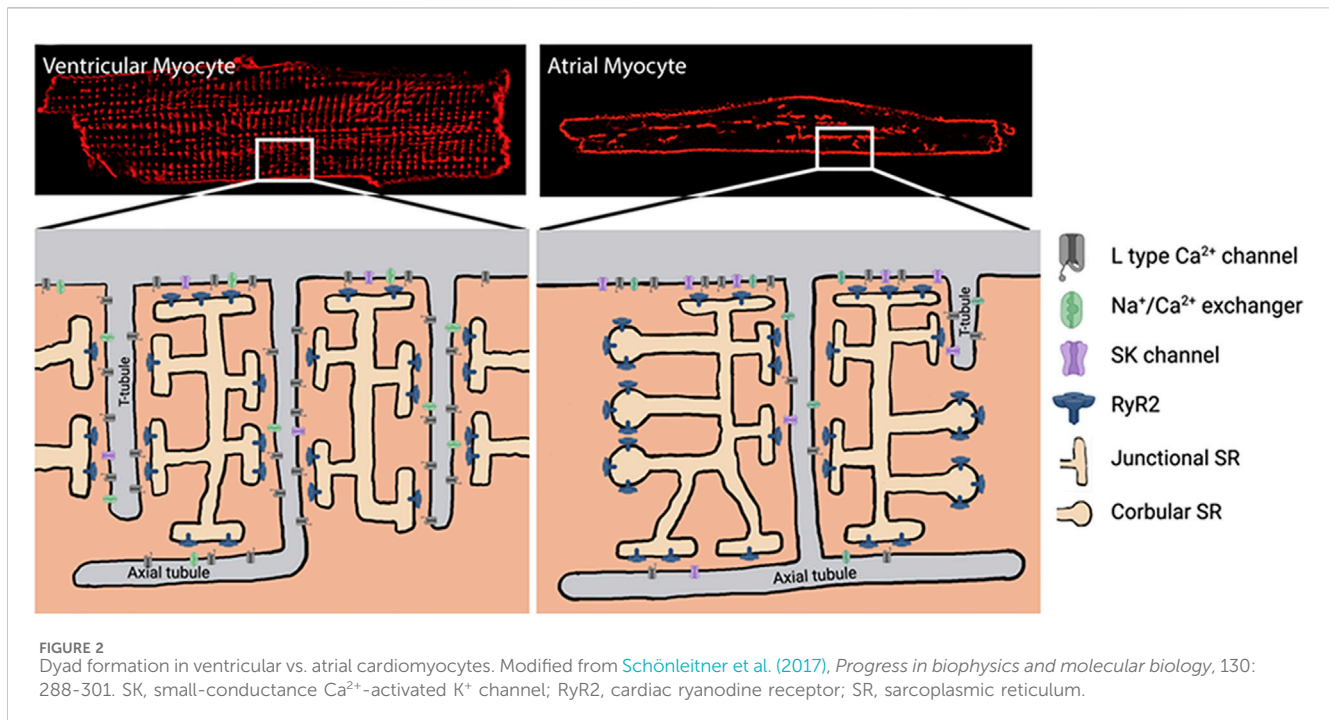 Ventricular Myocyte
Atrial Myocyte
T-tubule
Axial tubule
T-tubule
Axial tubule
L type Ca²⁺ channel
Na⁺/Ca²⁺ exchanger
SK channel
RyR2
Junctional SR
Corbular SR
FIGURE 2
Dyad formation in ventricular vs. atrial cardiomyocytes. Modified from Schönleitner et al. (2017), Progress in biophysics and molecular biology, 130:
288-301. SK, small-conductance Ca²⁺-activated K⁺ channel; RyR2, cardiac ryanodine receptor; SR, sarcoplasmic reticulum.